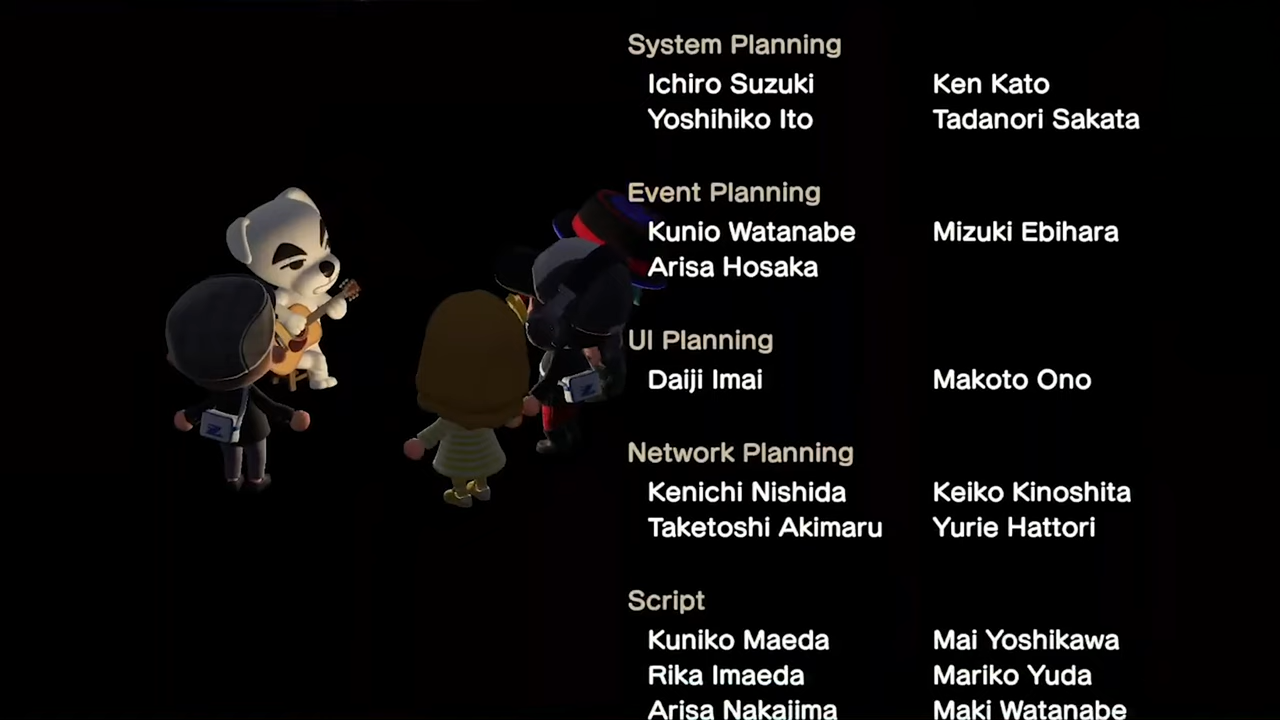 System Planning
Ichiro Suzuki Ken Kato
Yoshihiko Ito Tadanori Sakata
Event Planning
Kunio Watanabe Mizuki Ebihara
Arisa Hosaka
UI Planning
Daiji Imai Makoto Ono
Network Planning
Kenichi Nishida Keiko Kinoshita
Taketoshi Akimaru Yurie Hattori
Script
Kuniko Maeda Mai Yoshikawa
Rika Imaeda Mariko Yuda
Arisa Nakajima Maki Watanabe